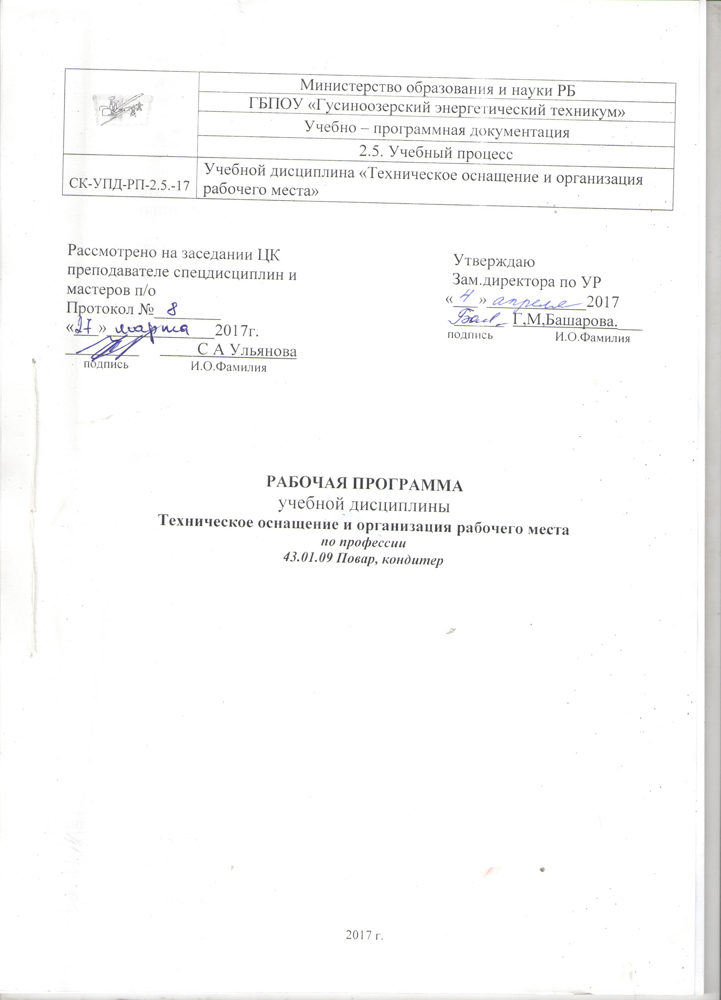 Министерство образования и науки РБ
ГБПОУ «Гусиноозерский энергетический техникум»
Учебно – программная документация
2.5. Учебный процесс
СК-УПД-РП-2.5.-17
Учебной дисциплина «Техническое оснащение и организация
рабочего места»
Рассмотрено на заседании ЦК
преподавателе спецдисциплин и
мастеров п/о
Протокол № 8
«27» марта 2017г.
С А Ульянова
подпись И.О.Фамилия
Утверждаю
Зам.директора по УР
«4» апреля 2017
Г,М,Башарова.
подпись И.О.Фамилия
РАБОЧАЯ ПРОГРАММА
учебной дисциплины
Техническое оснащение и организация рабочего места
по профессии
43.01.09 Повар, кондитер
2017 г.